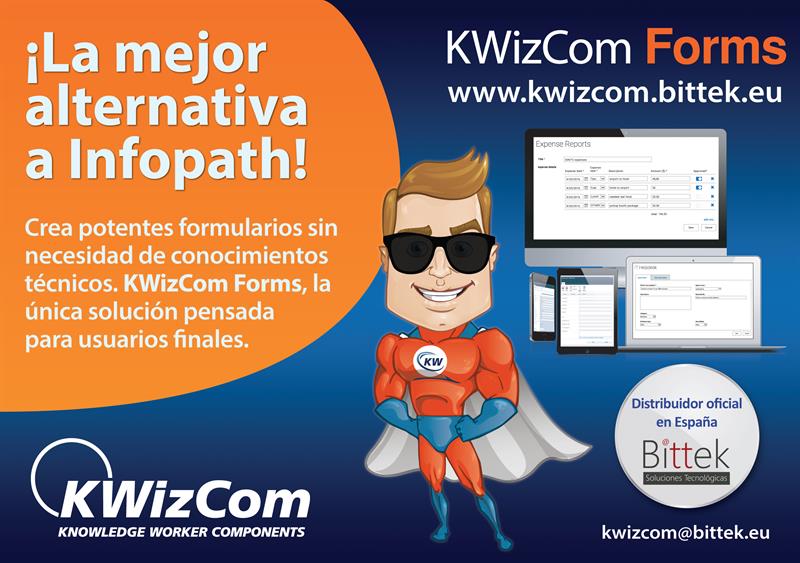 ¡La mejor
alternativa
a Infopath!
Crea potentes formularios sin
necesidad de conocimientos
técnicos. KWizCom Forms, la
única solución pensada
para usuarios finales.
KWizCom
KNOWLEDGE WORKER COMPONENTS
KWizCom Forms
www.kwizcom.bittek.eu
Expense Reports
KW
Distribuidor oficial
en España
Bittek
Soluciones Tecnológicas
kwizcom@bittek.eu